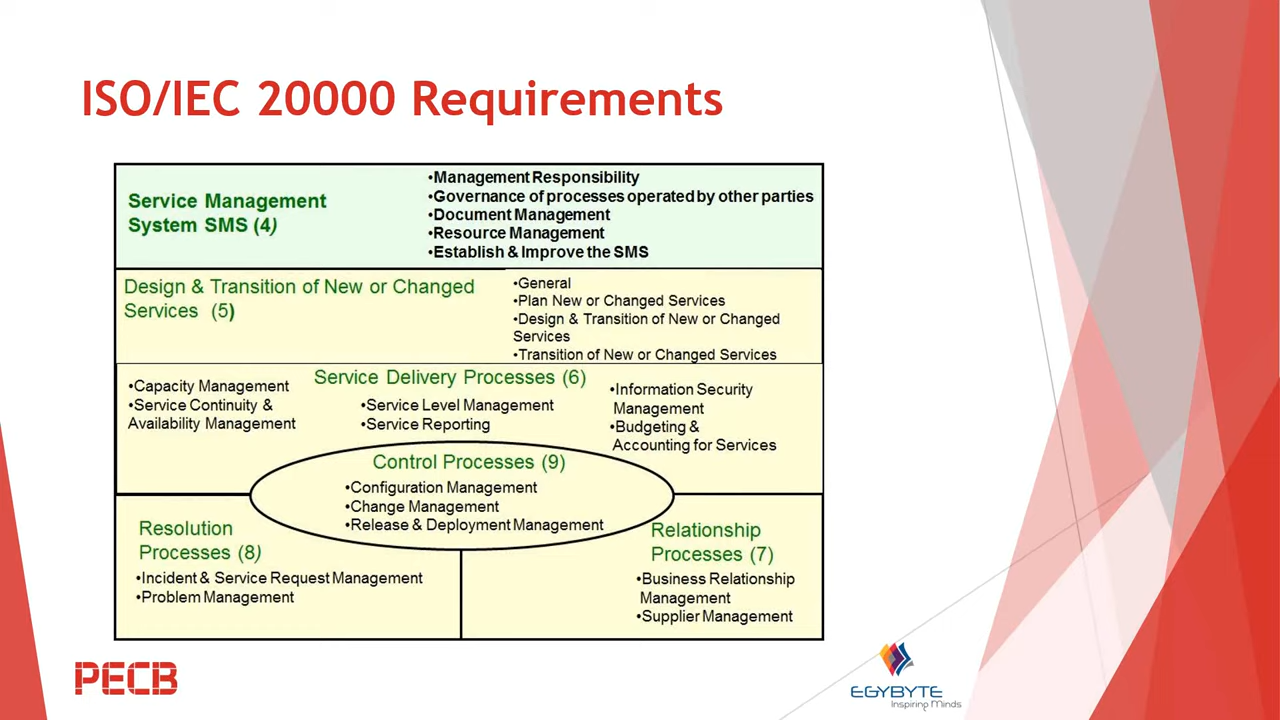 ISO/IEC 20000 Requirements
Service Management
System SMS (4)
•Management Responsibility
•Governance of processes operated by other parties
•Document Management
•Resource Management
•Establish & Improve the SMS
Design & Transition of New or Changed
Services (5)
•General
•Plan New or Changed Services
•Design & Transition of New or Changed
Services
•Transition of New or Changed Services
Service Delivery Processes (6)
•Capacity Management
•Service Continuity &
Availability Management
•Service Level Management
•Service Reporting
•Information Security
Management
•Budgeting &
Accounting for Services
Control Processes (9)
•Configuration Management
•Change Management
•Release & Deployment Management
Resolution
Processes (8)
•Incident & Service Request Management
•Problem Management
Relationship
Processes (7)
•Business Relationship
Management
•Supplier Management
PECB
EGYBYTE
Inspiring Minds